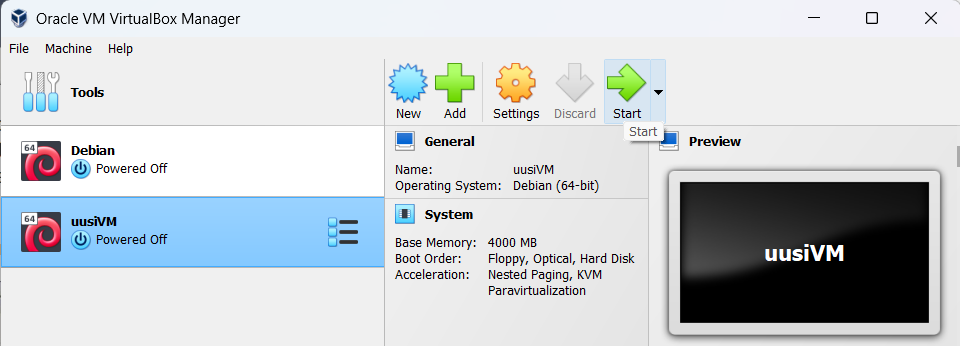 Oracle VM VirtualBox Manager
File Machine Help
Tools
New Add Settings Discard Start
Start
64
Debian
Powered Off
64
uusiVM
Powered Off
General
Name: uusiVM
Operating System: Debian (64-bit)
System
Base Memory: 4000 MB
Boot Order: Floppy, Optical, Hard Disk
Acceleration: Nested Paging, KVM
Paravirtualization
Preview
uusiVM